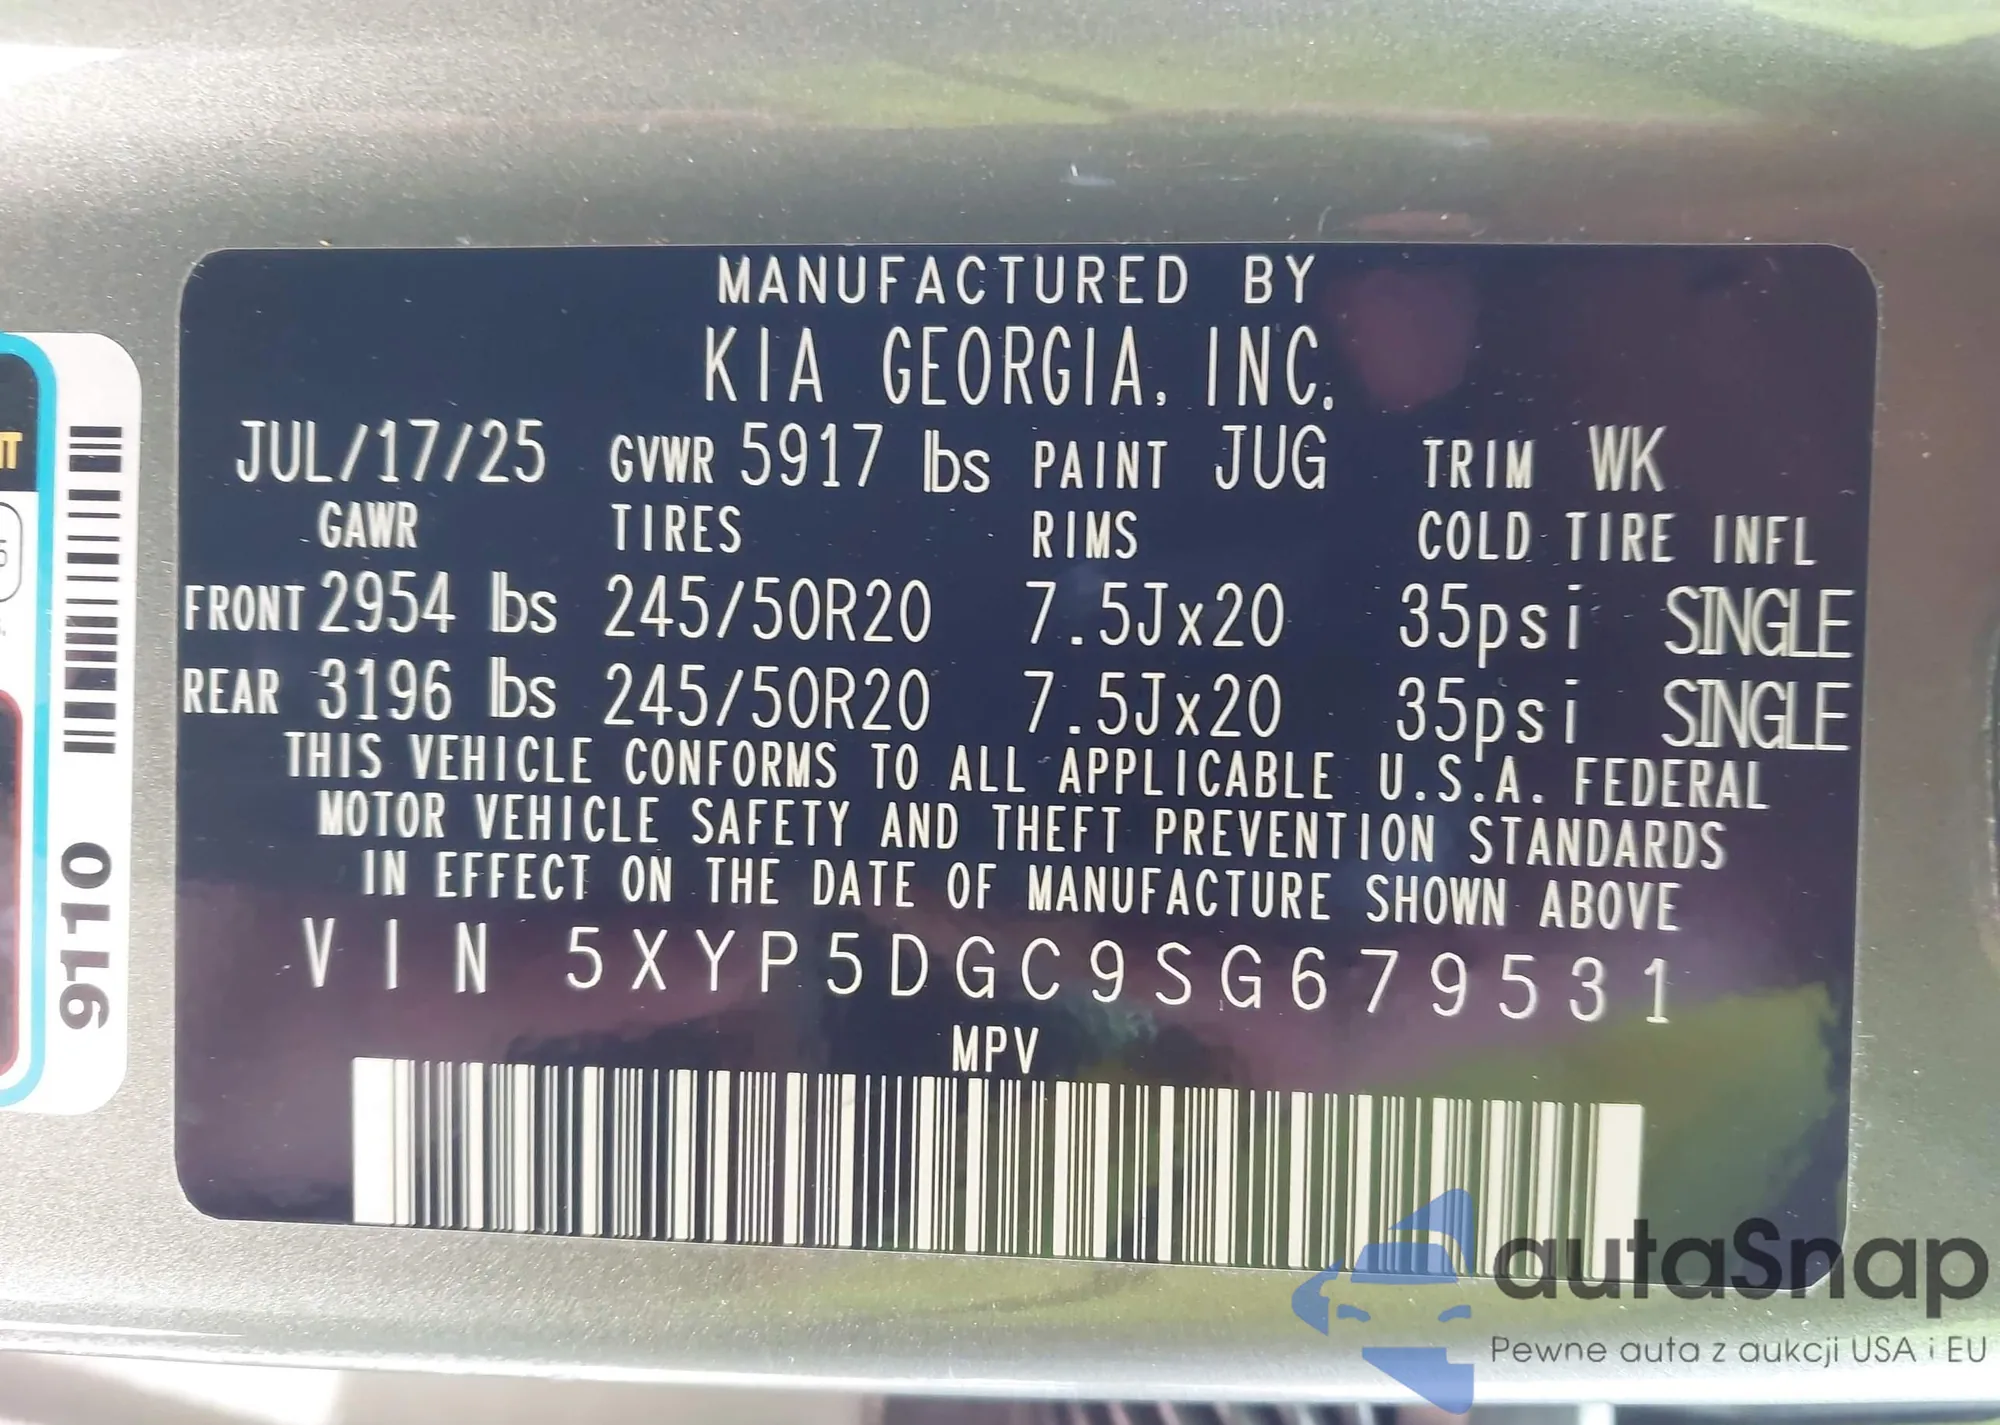 MANUFACTURED BY
KIA GEORGIA, INC.
JUL/17/25 GVWR 5917 lbs PAINT JUG TRIM WK
GAWR TIRES RIMS COLD TIRE INFL
FRONT 2954 lbs 245/50R20 7.5Jx20 35psi SINGLE
REAR 3196 lbs 245/50R20 7.5Jx20 35psi SINGLE
THIS VEHICLE CONFORMS TO ALL APPLICABLE U.S.A. FEDERAL
MOTOR VEHICLE SAFETY AND THEFT PREVENTION STANDARDS
IN EFFECT ON THE DATE OF MANUFACTURE SHOWN ABOVE
VIN 5XYP5DGC9SG679531
MPV
9110
autaSnap
Pewne auta z aukcji USA i EU